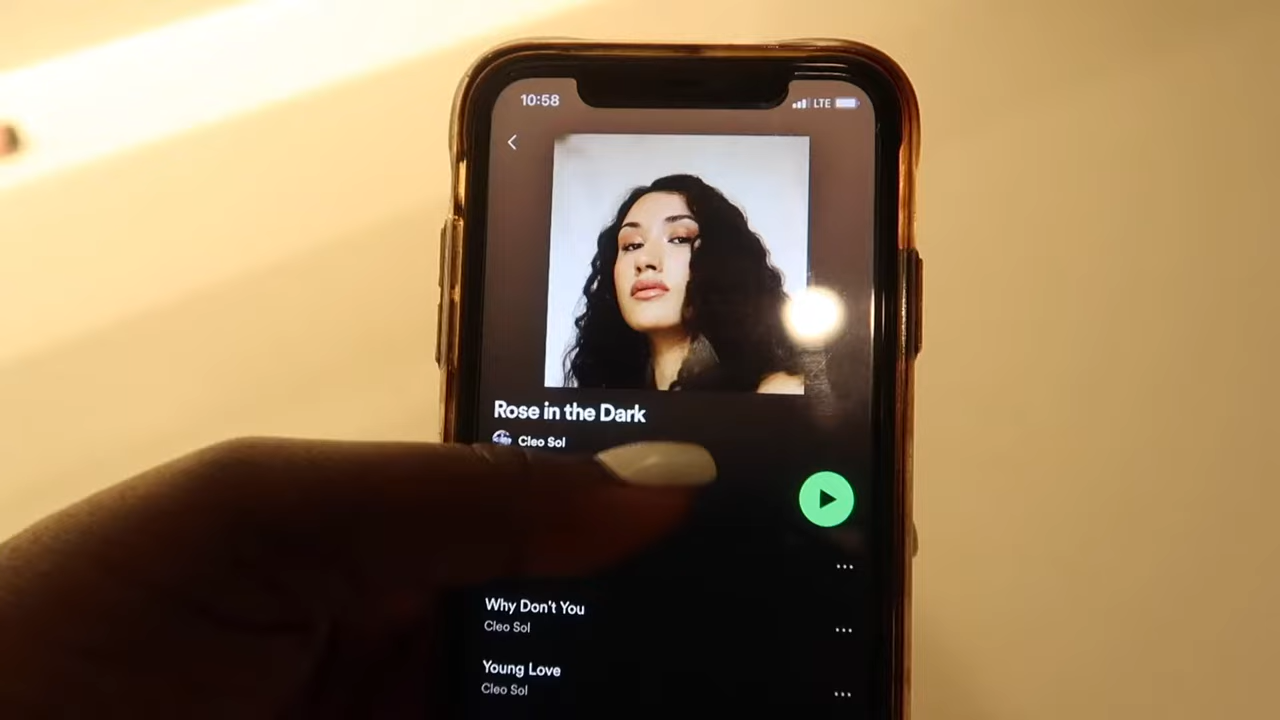 10:58
LTE
Rose in the Dark
Cleo Sol
Why Don't You
Cleo Sol
Young Love
Cleo Sol